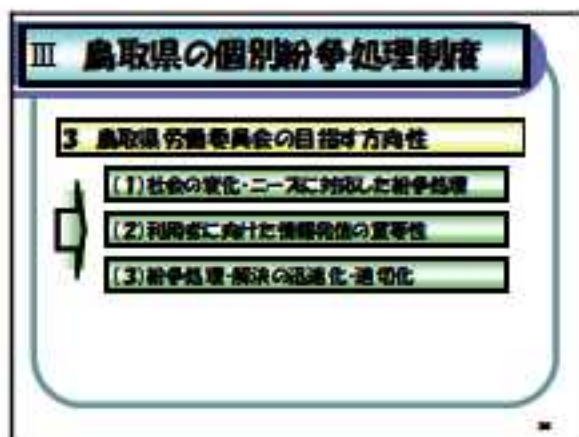 Ⅲ 鳥取県の個別紛争処理制度
3 鳥取県労働委員会の目指す方向性
(1)社会の変化・ニーズに対応した紛争処理
(2)利用者に向けた情報発信の重要性
(3)紛争処理・解決の迅速化・適切化